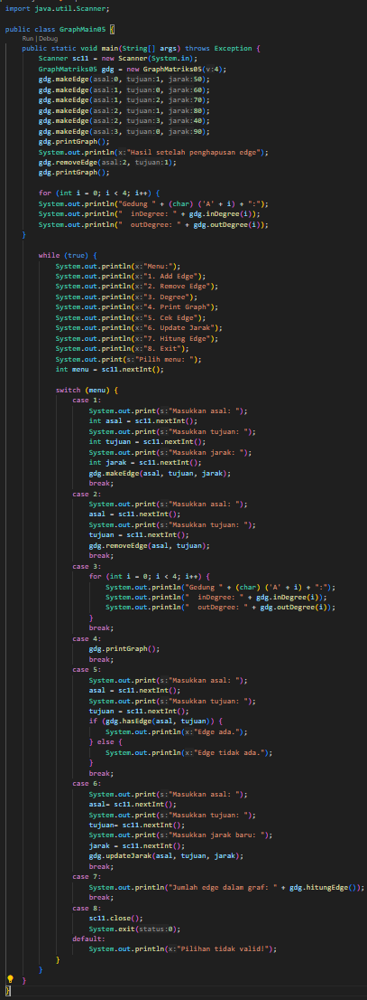 import java.util.Scanner;
public class GraphMain05 {
Run | Debug
public static void main(String[] args) throws Exception {
Scanner sc11 = new Scanner(System.in);
GraphMatriks05 gdg = new GraphMatriks05(v:4);
gdg.makeEdge(asal:0, tujuan:1, jarak:50);
gdg.makeEdge(asal:1, tujuan:0, jarak:60);
gdg.makeEdge(asal:1, tujuan:2, jarak:70);
gdg.makeEdge(asal:2, tujuan:1, jarak:80);
gdg.makeEdge(asal:2, tujuan:3, jarak:40);
gdg.makeEdge(asal:3, tujuan:0, jarak:90);
gdg.printGraph();
System.out.println(x:"Hasil setelah penghapusan edge");
gdg.removeEdge(asal:2, tujuan:1);
gdg.printGraph();
for (int i = 0; i < 4; i++) {
System.out.println("Gedung " + (char) ('A' + i) + ":");
System.out.println("  inDegree: " + gdg.inDegree(i));
System.out.println("  outDegree: " + gdg.outDegree(i));
}
while (true) {
System.out.println(x:"Menu:");
System.out.println(x:"1. Add Edge");
System.out.println(x:"2. Remove Edge");
System.out.println(x:"3. Degree");
System.out.println(x:"4. Print Graph");
System.out.println(x:"5. Cek Edge");
System.out.println(x:"6. Update Jarak");
System.out.println(x:"7. Hitung Edge");
System.out.println(x:"8. Exit");
System.out.print(s:"Pilih menu: ");
int menu = sc11.nextInt();
switch (menu) {
case 1:
System.out.print(s:"Masukkan asal: ");
int asal = sc11.nextInt();
System.out.print(s:"Masukkan tujuan: ");
int tujuan = sc11.nextInt();
System.out.print(s:"Masukkan jarak: ");
int jarak = sc11.nextInt();
gdg.makeEdge(asal, tujuan, jarak);
break;
case 2:
System.out.print(s:"Masukkan asal: ");
asal = sc11.nextInt();
System.out.print(s:"Masukkan tujuan: ");
tujuan = sc11.nextInt();
gdg.removeEdge(asal, tujuan);
break;
case 3:
for (int i = 0; i < 4; i++) {
System.out.println("Gedung " + (char) ('A' + i) + ":");
System.out.println("  inDegree: " + gdg.inDegree(i));
System.out.println("  outDegree: " + gdg.outDegree(i));
}
break;
case 4:
gdg.printGraph();
break;
case 5:
System.out.print(s:"Masukkan asal: ");
asal = sc11.nextInt();
System.out.print(s:"Masukkan tujuan: ");
tujuan = sc11.nextInt();
if (gdg.hasEdge(asal, tujuan)) {
System.out.println(x:"Edge ada.");
} else {
System.out.println(x:"Edge tidak ada.");
}
break;
case 6:
System.out.print(s:"Masukkan asal: ");
asal= sc11.nextInt();
System.out.print(s:"Masukkan tujuan: ");
tujuan= sc11.nextInt();
System.out.print(s:"Masukkan jarak baru: ");
jarak = sc11.nextInt();
gdg.updateJarak(asal, tujuan, jarak);
break;
case 7:
System.out.println("Jumlah edge dalam graf: " + gdg.hitungEdge());
break;
case 8:
sc11.close();
System.exit(status:0);
default:
System.out.println(x:"Pilihan tidak valid!");
}
}
}
}